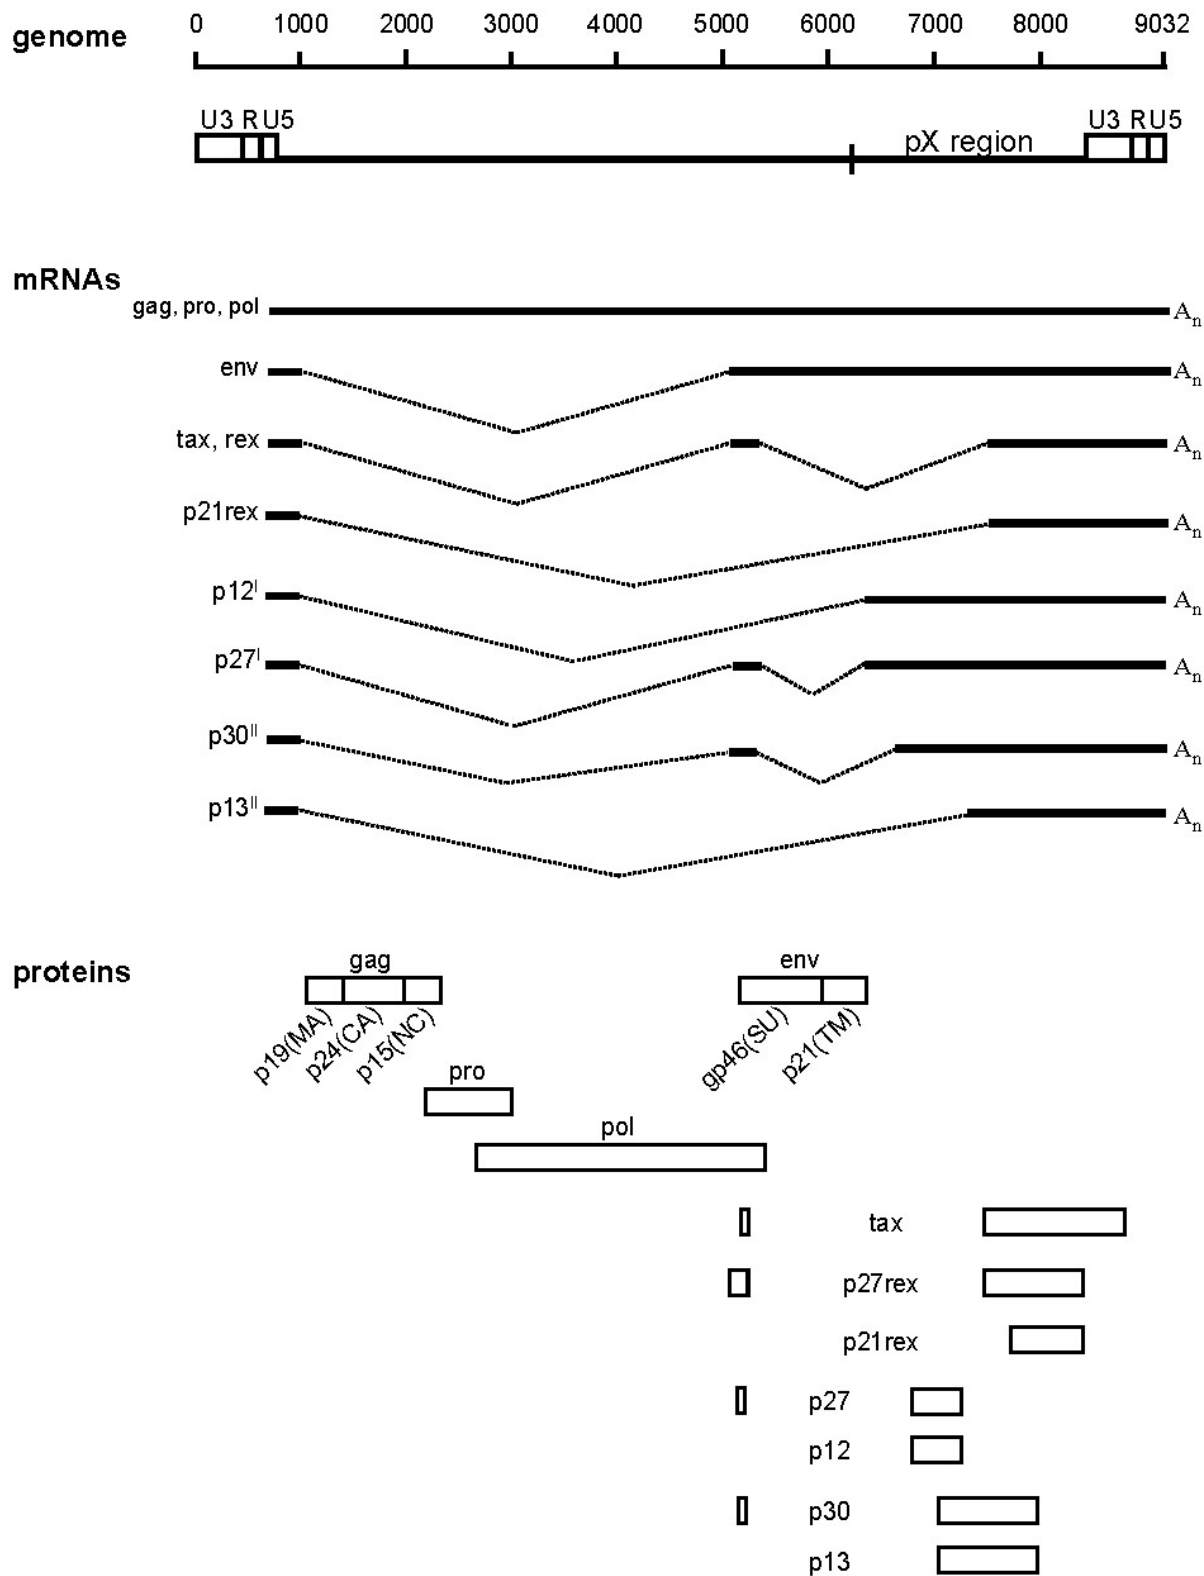 genome
0 1000 2000 3000 4000 5000 6000 7000 8000 9032
U3 R U5 pX region U3 R U5
mRNAs
gag, pro, pol An
env An
tax, rex An
p21rex An
p12I An
p27I An
p30II An
p13II An
proteins
gag env
p19(MA) p24(CA) p15(NC) gp46(SU) p21(TM)
pro
pol
tax
p27rex
p21rex
p27
p12
p30
p13